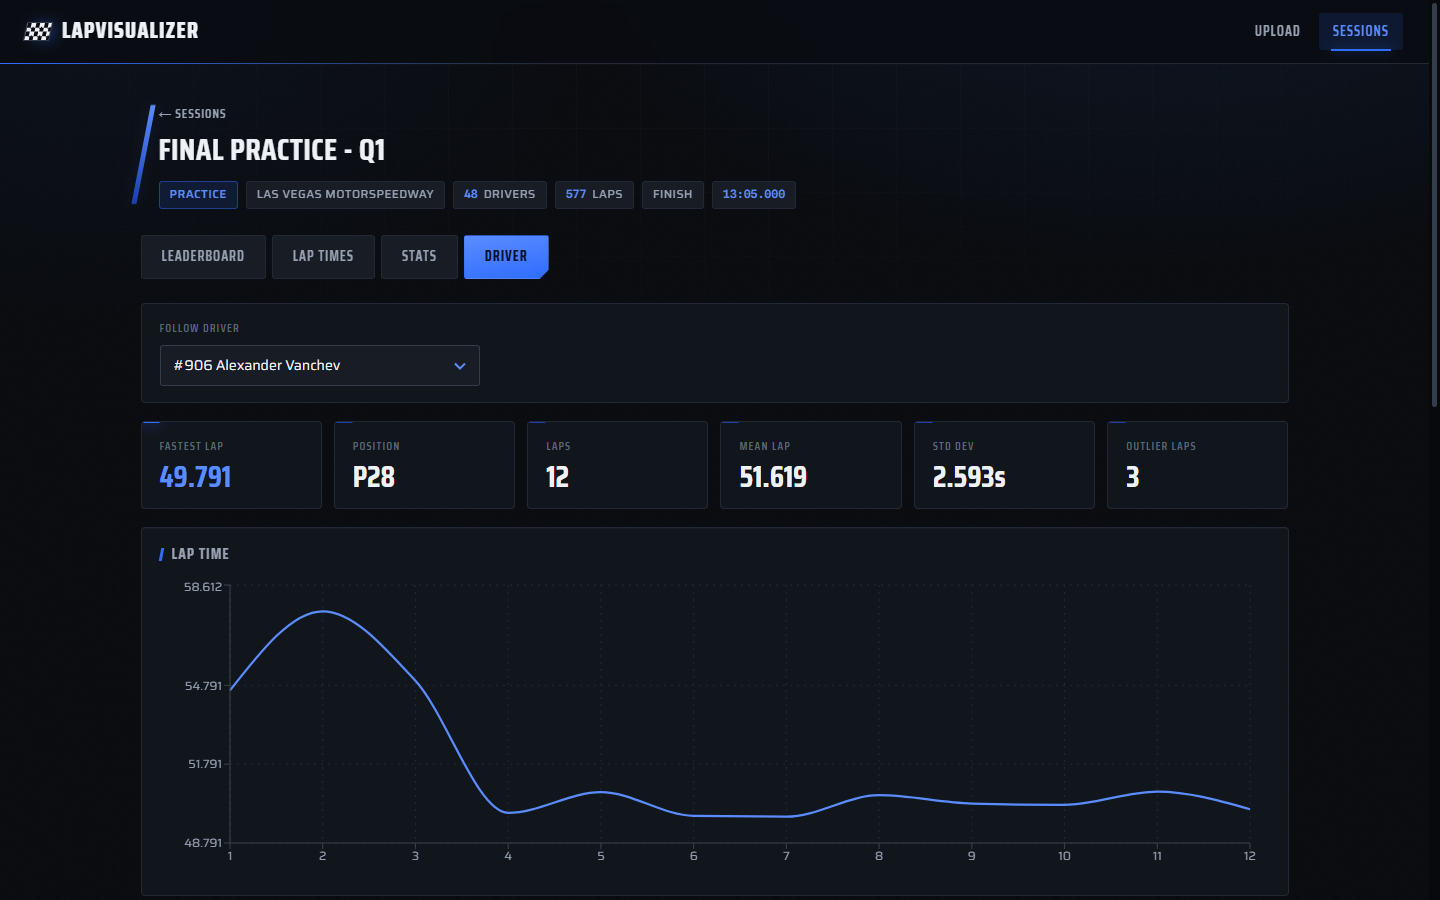 LAPVISUALIZER
UPLOAD
SESSIONS
← SESSIONS
FINAL PRACTICE - Q1
PRACTICE
LAS VEGAS MOTORSPEEDWAY
48 DRIVERS
577 LAPS
FINISH
13:05.000
LEADERBOARD
LAP TIMES
STATS
DRIVER
FOLLOW DRIVER
#906 Alexander Vanchev
FASTEST LAP
49.791
POSITION
P28
LAPS
12
MEAN LAP
51.619
STD DEV
2.593s
OUTLIER LAPS
3
LAP TIME
58.612
54.791
51.791
48.791
1 2 3 4 5 6 7 8 9 10 11 12